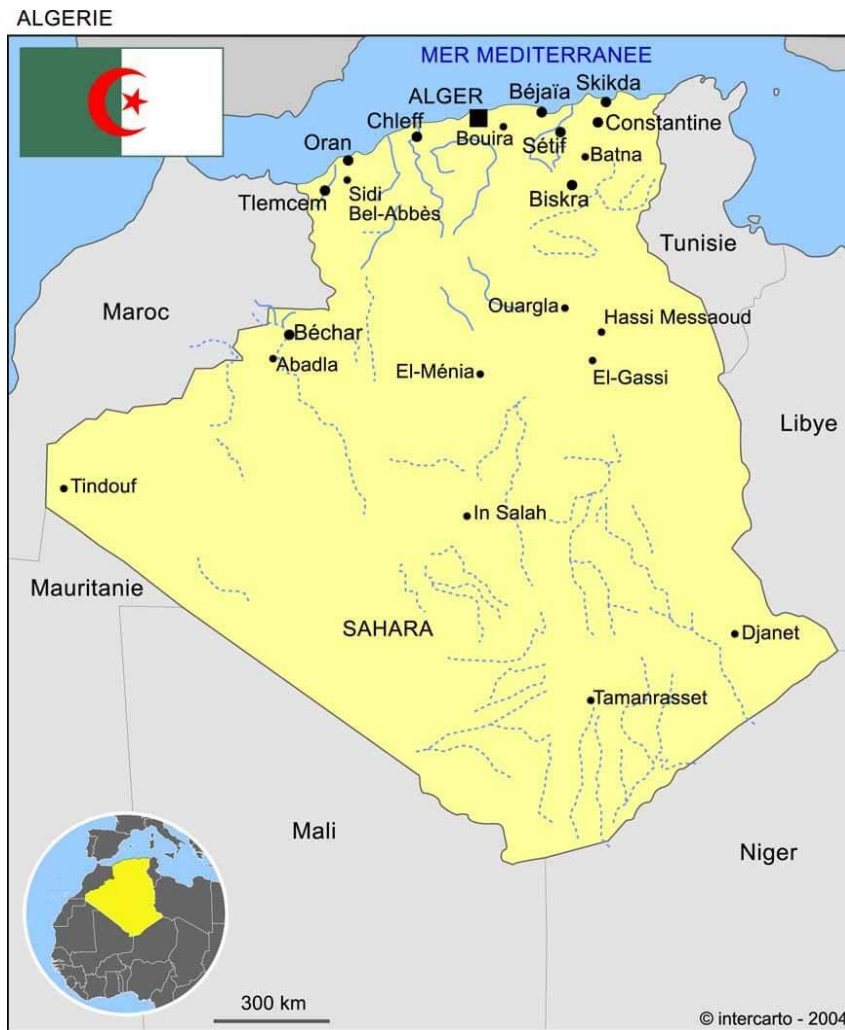 ALGERIE
MER MEDITERRANEE
Skikda
Béjaïa
ALGER
Chleff
Constantine
Bouira
Sétif
Oran
Batna
Tlemcem
Sidi
Bel-Abbès
Biskra
Tunisie
Maroc
Ouargla
Hassi Messaoud
Béchar
Abadla
El-Ménia
El-Gassi
Libye
Tindouf
In Salah
Mauritanie
SAHARA
Djanet
Tamanrasset
Mali
Niger
300 km
© intercarto - 2004